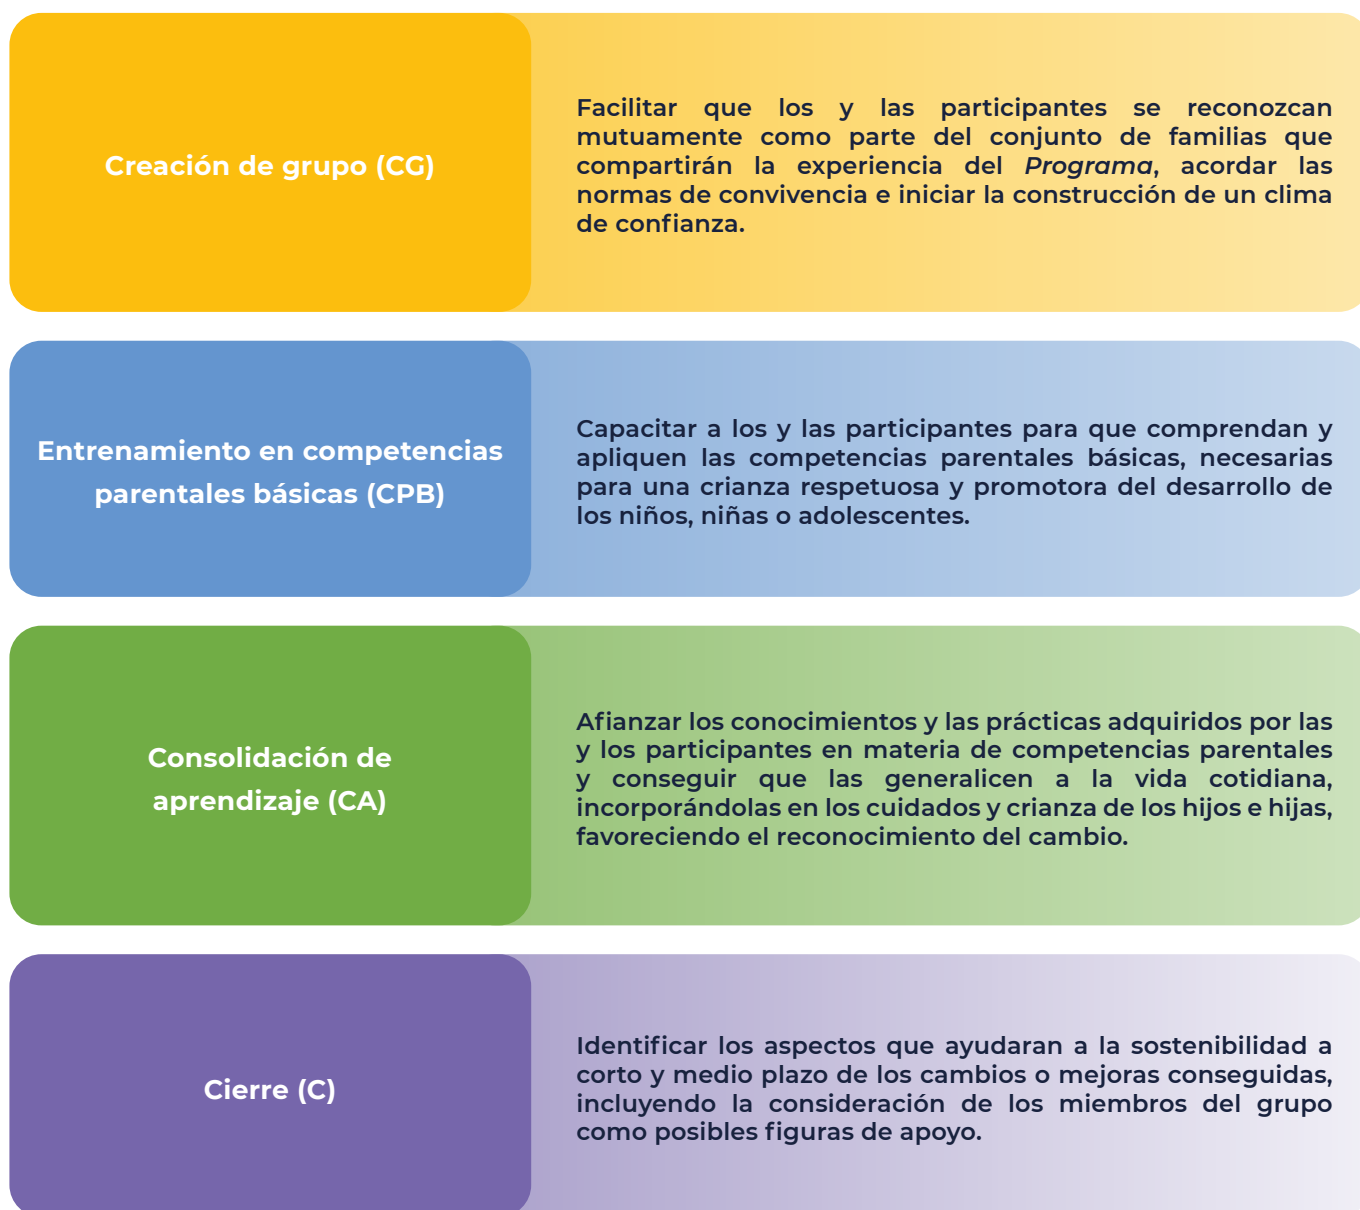 Creación de grupo (CG)
Facilitar que los y las participantes se reconozcan
mutuamente como parte del conjunto de familias que
compartirán la experiencia del Programa, acordar las
normas de convivencia e iniciar la construcción de un clima
de confianza.
Entrenamiento en competencias
parentales básicas (CPB)
Capacitar a los y las participantes para que comprendan y
apliquen las competencias parentales básicas, necesarias
para una crianza respetuosa y promotora del desarrollo de
los niños, niñas o adolescentes.
Consolidación de
aprendizaje (CA)
Afianzar los conocimientos y las prácticas adquiridos por las
y los participantes en materia de competencias parentales
y conseguir que las generalicen a la vida cotidiana,
incorporándolas en los cuidados y crianza de los hijos e hijas,
favoreciendo el reconocimiento del cambio.
Cierre (C)
Identificar los aspectos que ayudaran a la sostenibilidad a
corto y medio plazo de los cambios o mejoras conseguidas,
incluyendo la consideración de los miembros del grupo
como posibles figuras de apoyo.